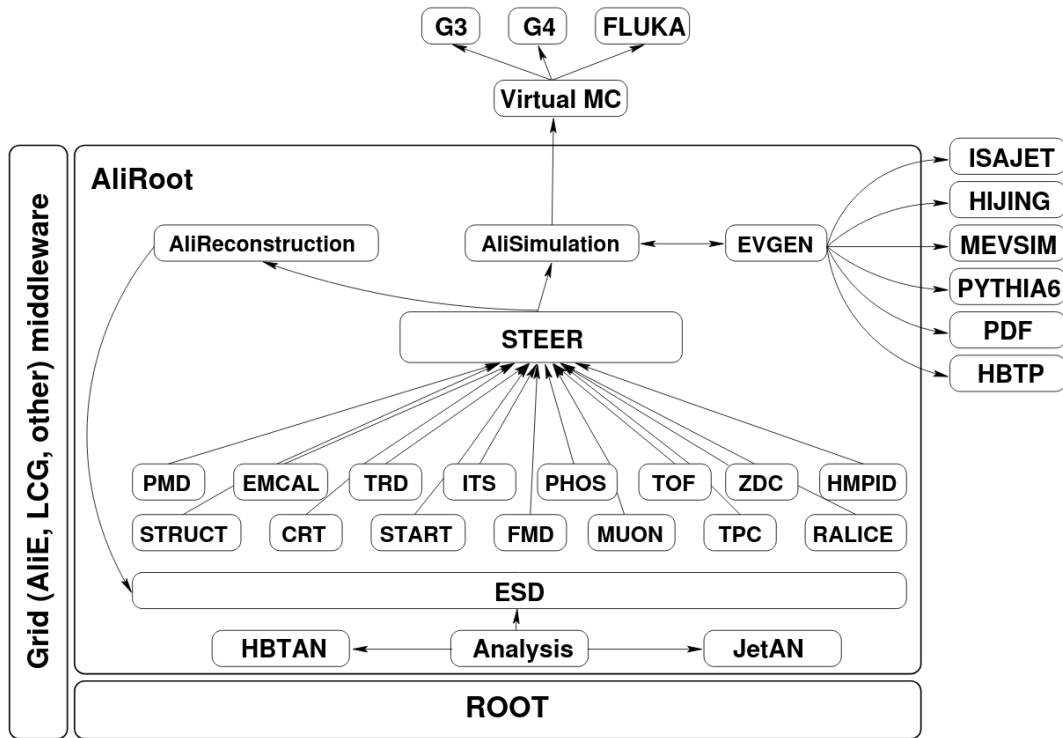 G3
G4
FLUKA
Virtual MC
Grid (AliE, LCG, other) middleware
AliRoot
ISAJET
HIJING
MEVSIM
PYTHIA6
PDF
HBTP
AliReconstruction
AliSimulation
EVGEN
STEER
PMD
EMCAL
TRD
ITS
PHOS
TOF
ZDC
HMPID
STRUCT
CRT
START
FMD
MUON
TPC
RALICE
ESD
HBTAN
Analysis
JetAN
ROOT